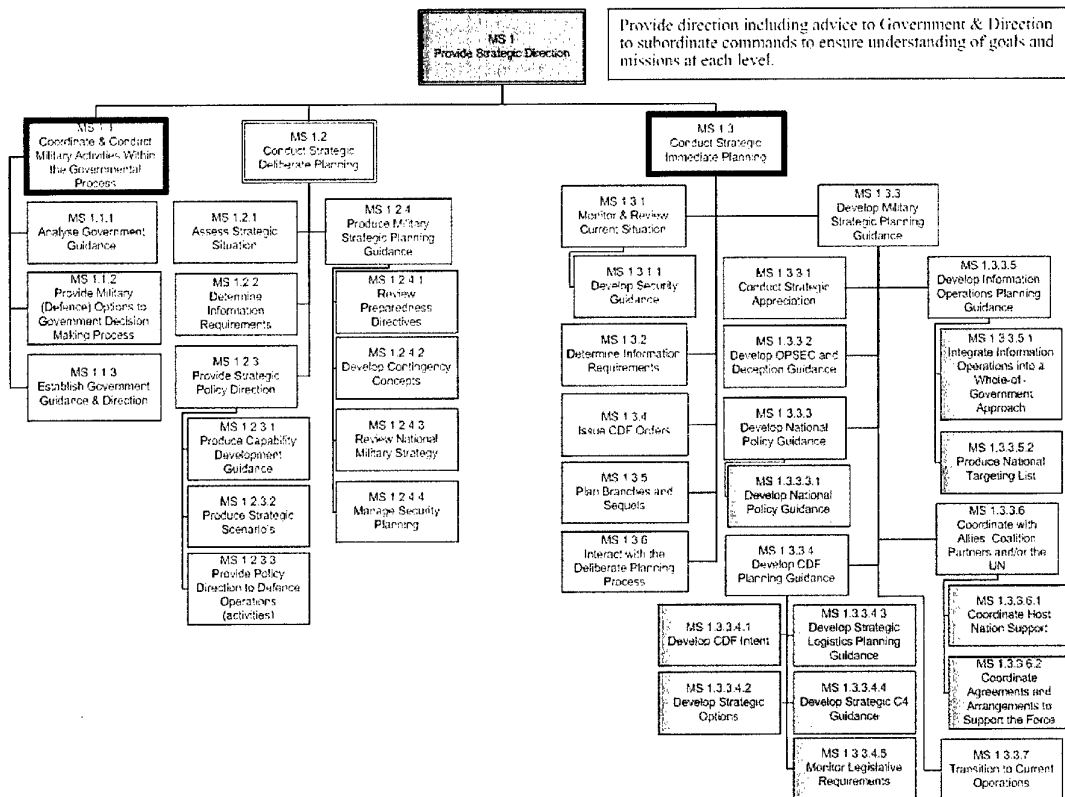 MS 1
Provide Strategic Direction
Provide direction including advice to Government & Direction
to subordinate commands to ensure understanding of goals and
missions at each level.
MS 1.1
Coordinate & Conduct
Military Activities Within
the Governmental
Process
MS 1.2
Conduct Strategic
Deliberate Planning
MS 1.3
Conduct Strategic
Immediate Planning
MS 1.1.1
Analyse Government
Guidance
MS 1.1.2
Provide Military
(Defence) Options to
Government Decision
Making Process
MS 1.1.3
Establish Government
Guidance & Direction
MS 1.2.1
Assess Strategic
Situation
MS 1.2.2
Determine
Information
Requirements
MS 1.2.3
Provide Strategic
Policy Direction
MS 1.2.3.1
Produce Capability
Development
Guidance
MS 1.2.3.2
Produce Strategic
Scenario's
MS 1.2.3.3
Provide Policy
Direction to Defence
Operations
(activities)
MS 1.2.4
Produce Military
Strategic Planning
Guidance
MS 1.2.4.1
Review
Preparedness
Directives
MS 1.2.4.2
Develop Contingency
Concepts
MS 1.2.4.3
Review National
Military Strategy
MS 1.2.4.4
Manage Security
Planning
MS 1.3.1
Monitor & Review
Current Situation
MS 1.3.1.1
Develop Security
Guidance
MS 1.3.2
Determine Information
Requirements
MS 1.3.4
Issue CDF Orders
MS 1.3.5
Plan Branches and
Sequels
MS 1.3.6
Interact with the
Deliberate Planning
Process
MS 1.3.3
Develop Military
Strategic Planning
Guidance
MS 1.3.3.1
Conduct Strategic
Appreciation
MS 1.3.3.2
Develop OPSEC and
Deception Guidance
MS 1.3.3.3
Develop National
Policy Guidance
MS 1.3.3.3.1
Develop National
Policy Guidance
MS 1.3.3.4
Develop CDF
Planning Guidance
MS 1.3.3.4.1
Develop CDF Intent
MS 1.3.3.4.2
Develop Strategic
Options
MS 1.3.3.4.3
Develop Strategic
Logistics Planning
Guidance
MS 1.3.3.4.4
Develop Strategic C4
Guidance
MS 1.3.3.4.5
Monitor Legislative
Requirements
MS 1.3.3.5
Develop Information
Operations Planning
Guidance
MS 1.3.3.5.1
Integrate Information
Operations into a
Whole-of-
Government
Approach
MS 1.3.3.5.2
Produce National
Targeting List
MS 1.3.3.6
Coordinate with
Allies, Coalition
Partners and/or the
UN
MS 1.3.3.6.1
Coordinate Host
Nation Support
MS 1.3.3.6.2
Coordinate
Agreements and
Arrangements to
Support the Force
MS 1.3.3.7
Transition to Current
Operations